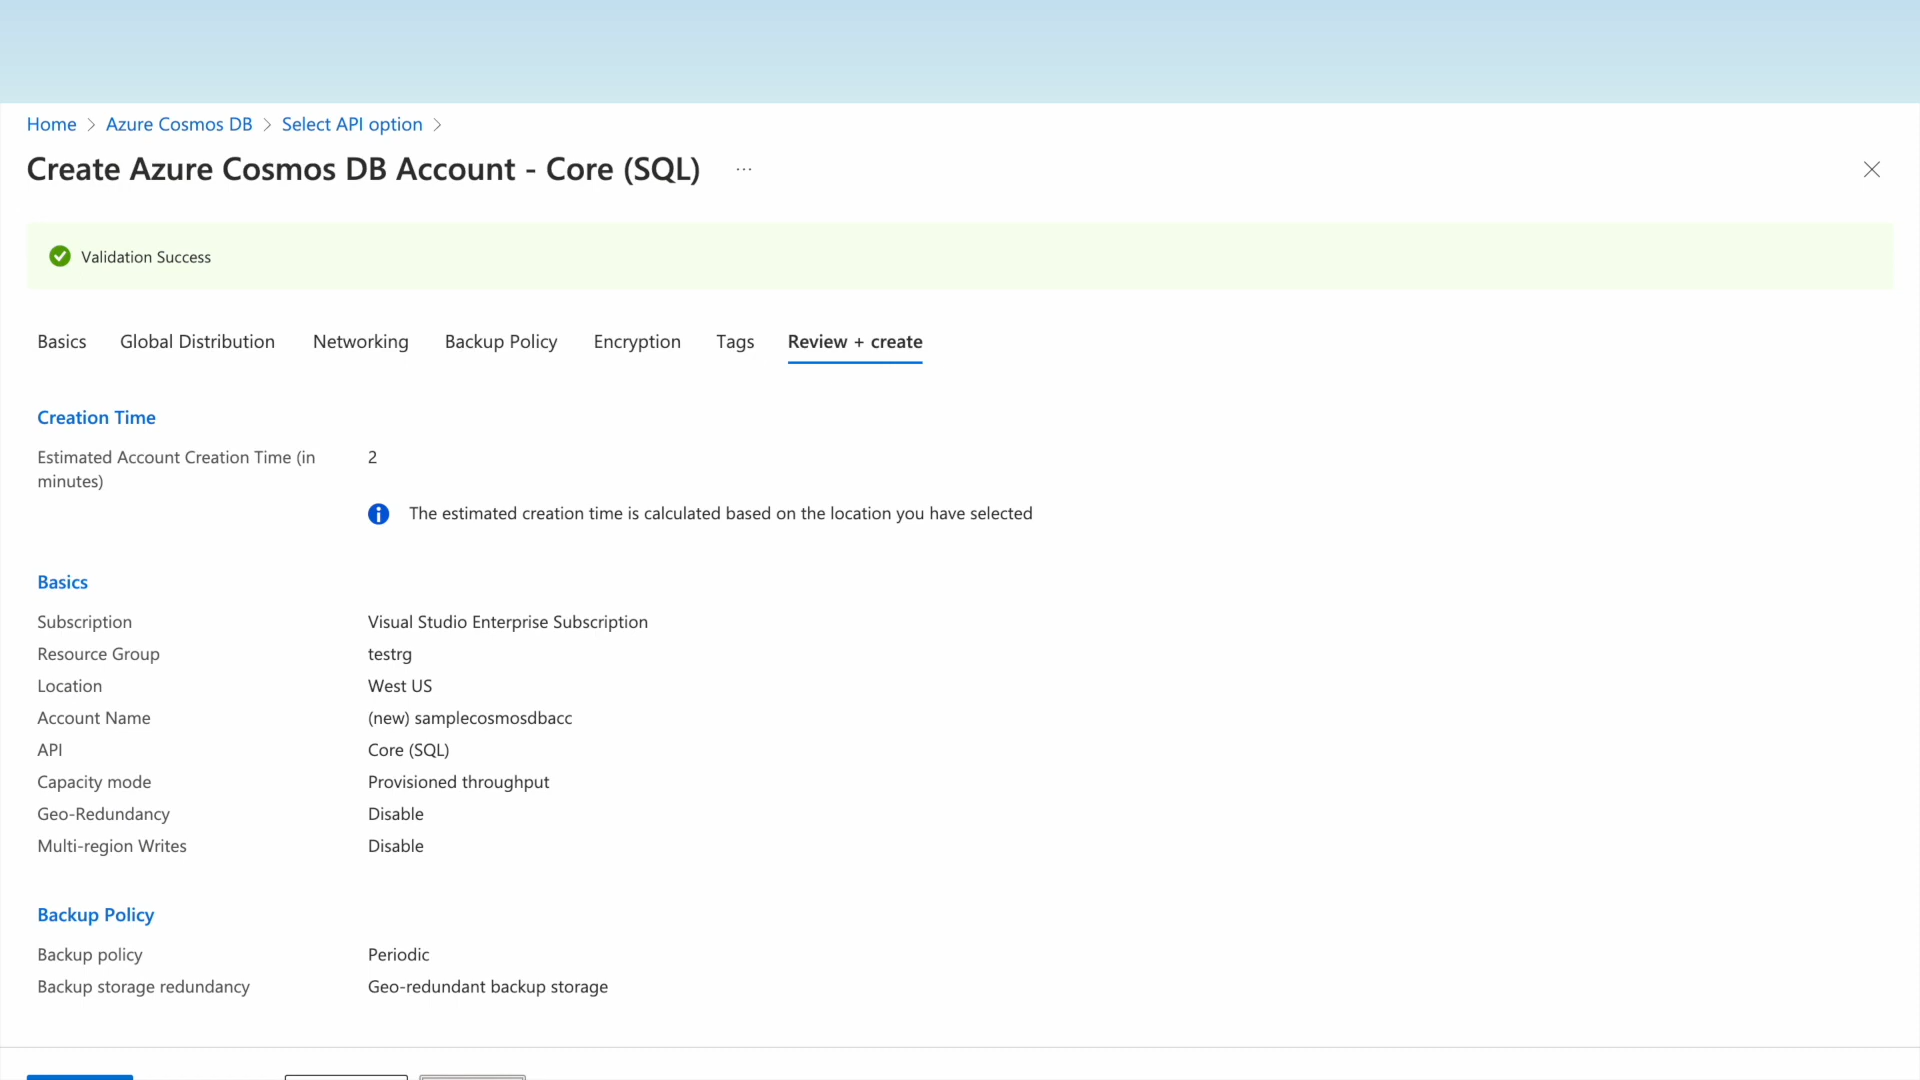 Home > Azure Cosmos DB > Select API option >
Create Azure Cosmos DB Account - Core (SQL) ...
Validation Success
Basics Global Distribution Networking Backup Policy Encryption Tags Review + create
Creation Time
Estimated Account Creation Time (in
minutes)
2
The estimated creation time is calculated based on the location you have selected
Basics
Subscription Visual Studio Enterprise Subscription
Resource Group testrg
Location West US
Account Name (new) samplecosmosdbacc
API Core (SQL)
Capacity mode Provisioned throughput
Geo-Redundancy Disable
Multi-region Writes Disable
Backup Policy
Backup policy Periodic
Backup storage redundancy Geo-redundant backup storage